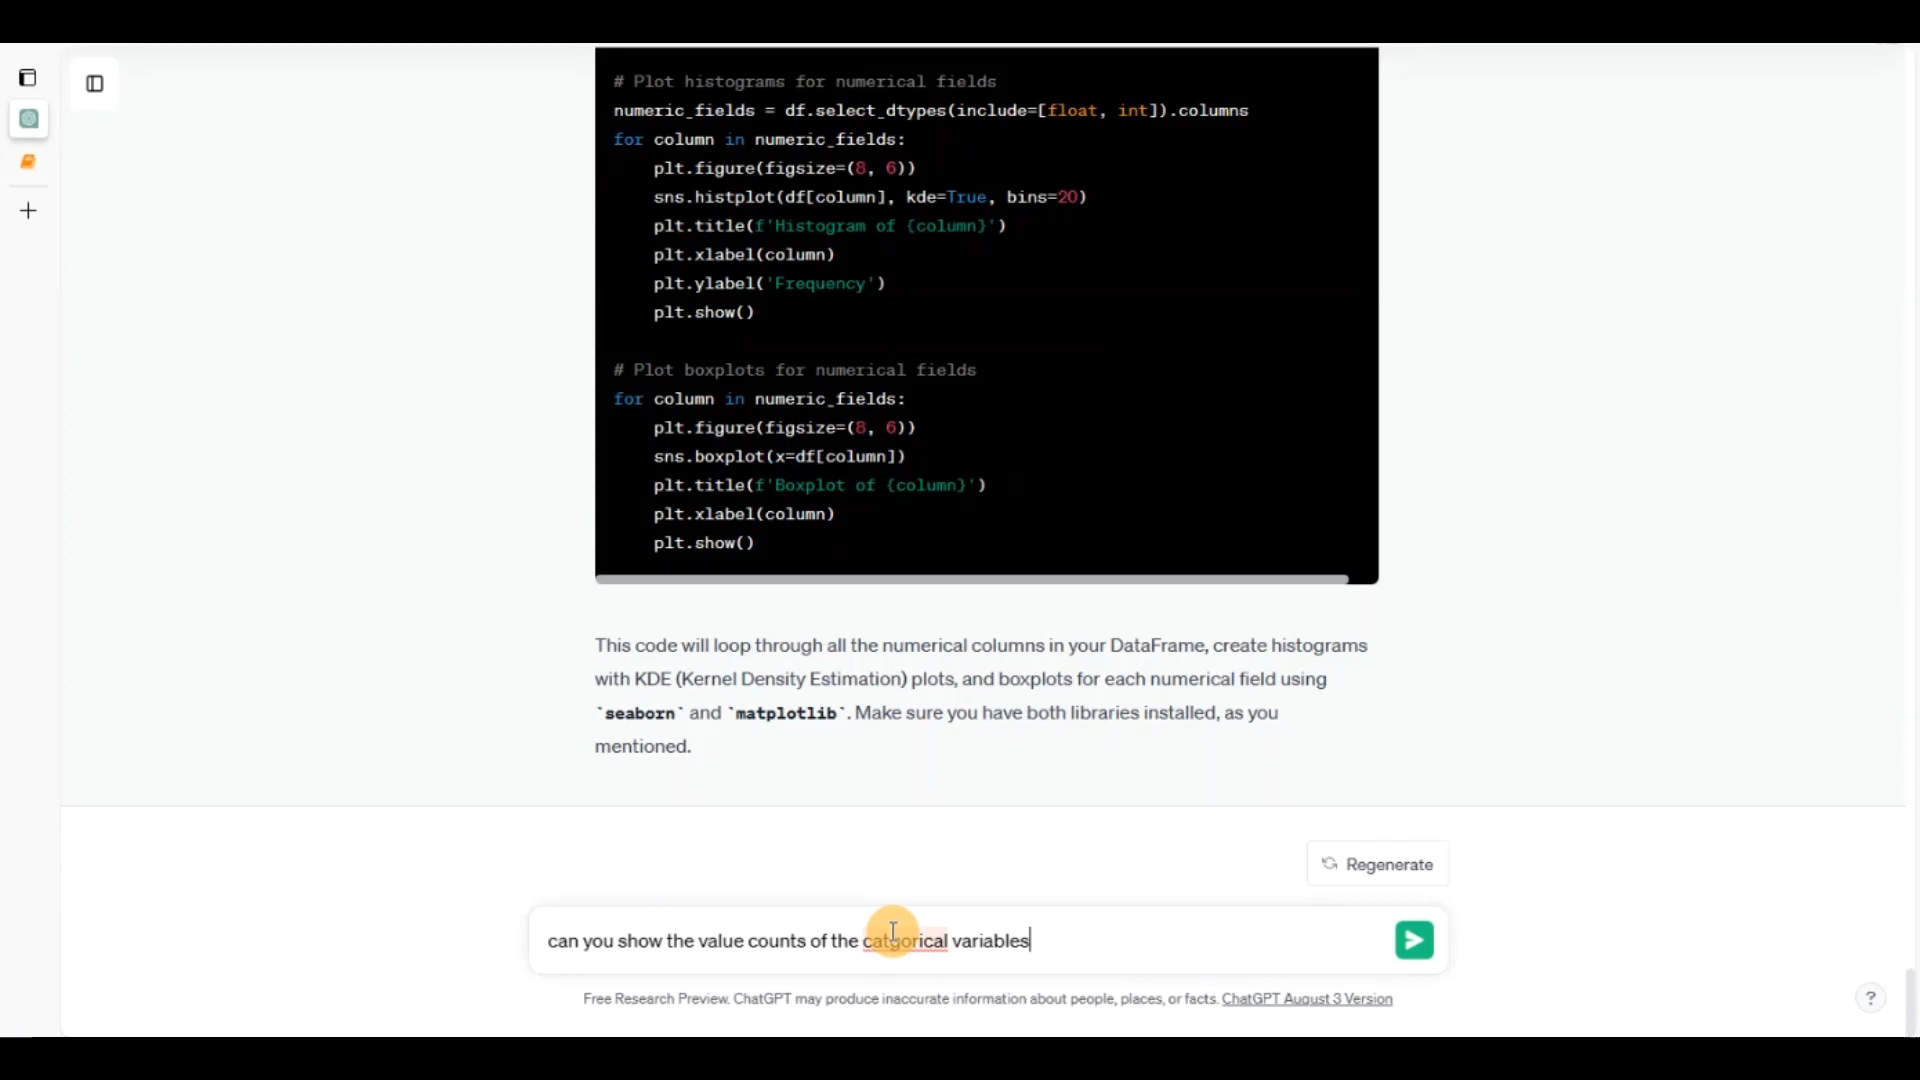 # Plot histograms for numerical fields
numeric_fields = df.select_dtypes(include=[float, int]).columns
for column in numeric_fields:
    plt.figure(figsize=(8, 6))
    sns.histplot(df[column], kde=True, bins=20)
    plt.title(f'Histogram of {column}')
    plt.xlabel(column)
    plt.ylabel('Frequency')
    plt.show()
# Plot boxplots for numerical fields
for column in numeric_fields:
    plt.figure(figsize=(8, 6))
    sns.boxplot(x=df[column])
    plt.title(f'Boxplot of {column}')
    plt.xlabel(column)
    plt.show()
This code will loop through all the numerical columns in your DataFrame, create histograms
with KDE (Kernel Density Estimation) plots, and boxplots for each numerical field using
`seaborn` and `matplotlib`. Make sure you have both libraries installed, as you
mentioned.
Regenerate
can you show the value counts of the catgorical variables
Free Research Preview. ChatGPT may produce inaccurate information about people, places, or facts. ChatGPT August 3 Version
?